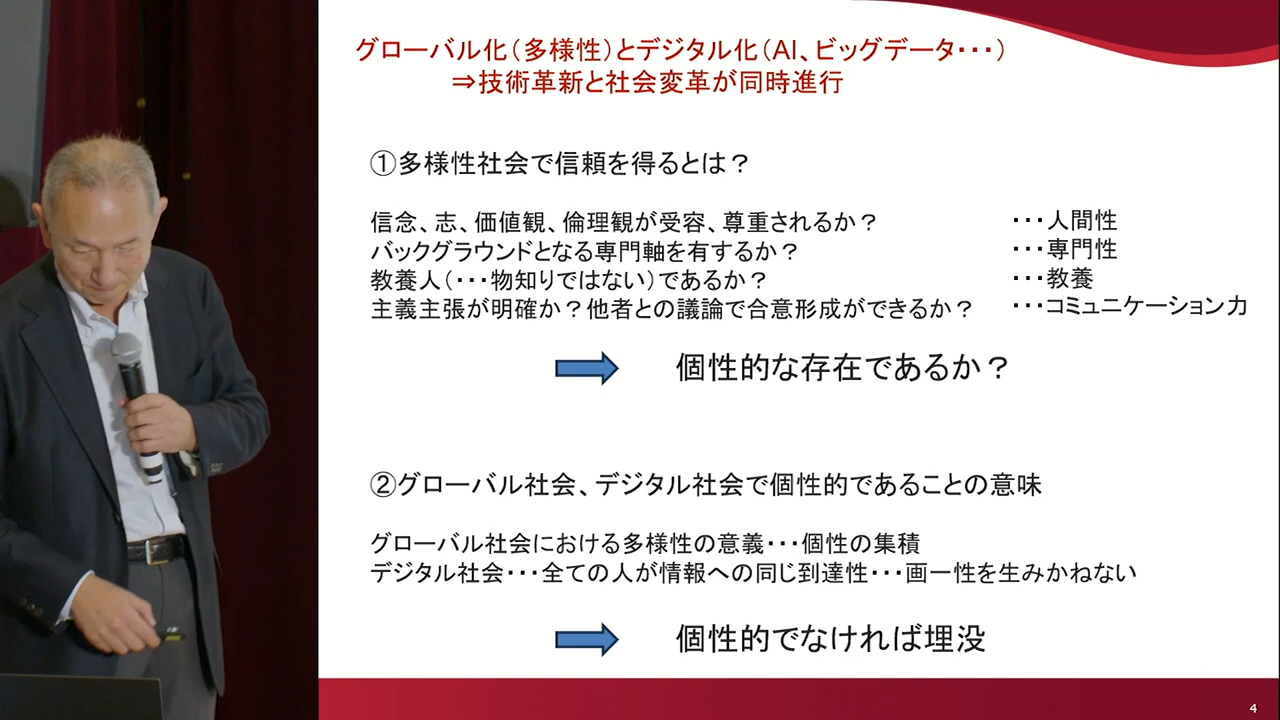 グローバル化（多様性）とデジタル化（AI、ビッグデータ・・・）
⇒技術革新と社会変革が同時進行
①多様性社会で信頼を得るとは？
信念、志、価値観、倫理観が受容、尊重されるか？　・・・人間性
バックグラウンドとなる専門軸を有するか？　・・・専門性
教養人（・・・物知りではない）であるか？　・・・教養
主義主張が明確か？他者との議論で合意形成ができるか？　・・・コミュニケーション力
個性的な存在であるか？
②グローバル社会、デジタル社会で個性的であることの意味
グローバル社会における多様性の意義・・・個性の集積
デジタル社会・・・全ての人が情報への同じ到達性・・・画一性を生みかねない
個性的でなければ埋没
4